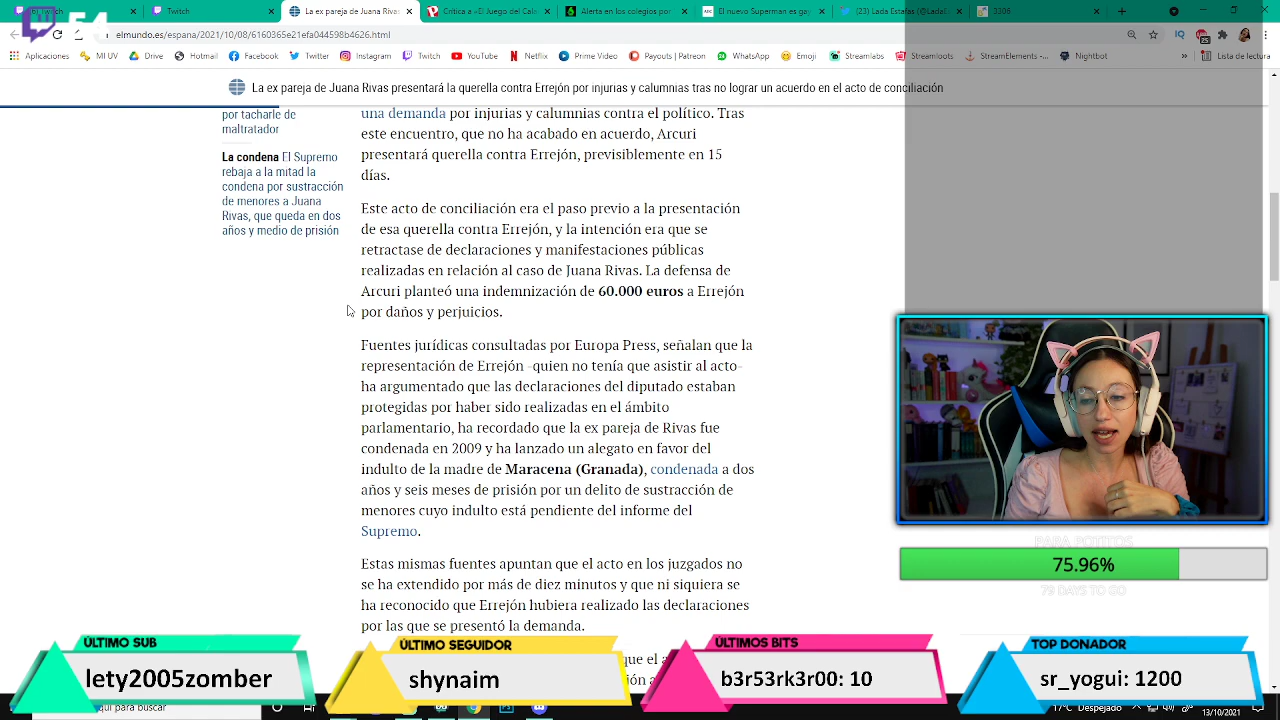 Twitch
Twitch
La ex pareja de Juana Rivas
Crítica a «El Juego del Cal
Alerta en los colegios por
El nuevo Superman es gay
(23) Lada Estafas (@Lada
3306
elmundo.es/espana/2021/10/08/6160365e21efa044598b4626.html
Aplicaciones MI UV Drive Hotmail Facebook Twitter Instagram Twitch YouTube Netflix Prime Video Payouts | Patreon WhatsApp Emojin Streamlabs Streamloots StreamElements -... Nightbot » Lista de lectura
La ex pareja de Juana Rivas presentará la querella contra Errejón por injurias y calumnias tras no lograr un acuerdo en el acto de conciliación
por tacharle de
maltratador
La condena El Supremo
rebaja a la mitad la
condena por sustracción
de menores a Juana
Rivas, que queda en dos
años y medio de prisión
una demanda por injurias y calumnias contra el político. Tras
este encuentro, que no ha acabado en acuerdo, Arcuri
presentará querella contra Errejón, previsiblemente en 15
días.
Este acto de conciliación era el paso previo a la presentación
de esa querella contra Errejón, y la intención era que se
retractase de declaraciones y manifestaciones públicas
realizadas en relación al caso de Juana Rivas. La defensa de
Arcuri planteó una indemnización de 60.000 euros a Errejón
por daños y perjuicios.
Fuentes jurídicas consultadas por Europa Press, señalan que la
representación de Errejón -quien no tenía que asistir al acto-
ha argumentado que las declaraciones del diputado estaban
protegidas por haber sido realizadas en el ámbito
parlamentario, ha recordado que la ex pareja de Rivas fue
condenada en 2009 y ha lanzado un alegato en favor del
indulto de la madre de Maracena (Granada), condenada a dos
años y seis meses de prisión por un delito de sustracción de
menores cuyo indulto está pendiente del informe del
Supremo.
Estas mismas fuentes apuntan que el acto en los juzgados no
se ha extendido por más de diez minutos y que ni siquiera se
ha reconocido que Errejón hubiera realizado las declaraciones
por las que se presentó la demanda.
PARA POTITOS
75.96%
79 DAYS TO GO
ÚLTIMO SUB
lety2005zomber
ÚLTIMO SEGUIDOR
shynaim
ÚLTIMOS BITS
b3r53rk3r00: 10
TOP DONADOR
sr_yogui: 1200
quí para buscar
17°C Despejado
13/10/2021